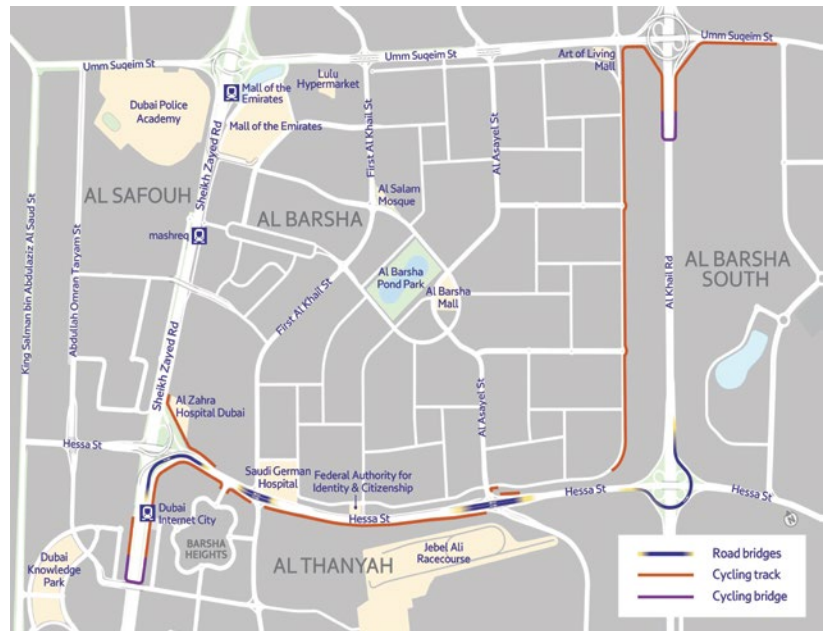 Umm Suqeim St
Umm Suqeim St
Umm Suqeim St
Art of Living
Mall
Mall of the
Emirates
Lulu
Hypermarket
Dubai Police
Academy
Mall of the Emirates
First Al Khail St
Al Asayel St
Sheikh Zayed Rd
AL SAFOUH
Al Salam
Mosque
AL BARSHA
mashreq
King Salman bin Abdulaziz Al Saud St
Abdullah Omran Taryam St
Al Barsha
Pond Park
Al Barsha
Mall
AL BARSHA
SOUTH
Al Khail Rd
First Al Khail St
Sheikh Zayed Rd
Al Asayel St
Al Zahra
Hospital Dubai
Hessa St
Saudi German
Hospital
Federal Authority for
Identity & Citizenship
Hessa St
Hessa St
Hessa St
Dubai
Internet City
BARSHA
HEIGHTS
Dubai
Knowledge
Park
AL THANYAH
Jebel Ali
Racecourse
N
Road bridges
Cycling track
Cycling bridge